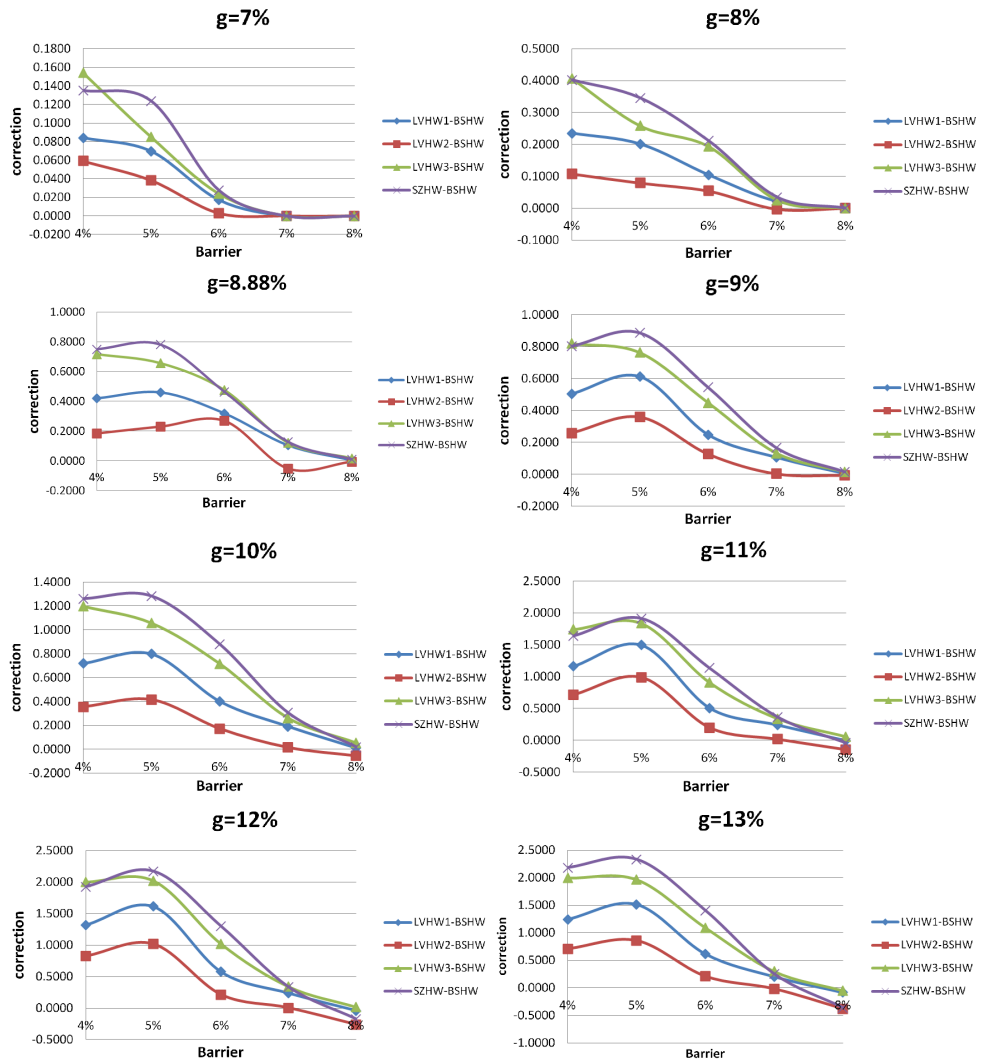 g=7%
0.1800
0.1600
0.1400
0.1200
0.1000
0.0800
0.0600
0.0400
0.0200
0.0000
-0.0200
correction
4%
5%
6%
7%
8%
Barrier
LVHW1-BSHW
LVHW2-BSHW
LVHW3-BSHW
SZHW-BSHW
g=8%
0.5000
0.4000
0.3000
0.2000
0.1000
0.0000
-0.1000
correction
4%
5%
6%
7%
8%
Barrier
LVHW1-BSHW
LVHW2-BSHW
LVHW3-BSHW
SZHW-BSHW
g=8.88%
1.0000
0.8000
0.6000
0.4000
0.2000
0.0000
-0.2000
correction
4%
5%
6%
7%
8%
Barrier
LVHW1-BSHW
LVHW2-BSHW
LVHW3-BSHW
SZHW-BSHW
g=9%
1.0000
0.8000
0.6000
0.4000
0.2000
0.0000
-0.2000
correction
4%
5%
6%
7%
8%
Barrier
LVHW1-BSHW
LVHW2-BSHW
LVHW3-BSHW
SZHW-BSHW
g=10%
1.4000
1.2000
1.0000
0.8000
0.6000
0.4000
0.2000
0.0000
-0.2000
correction
4%
5%
6%
7%
8%
Barrier
LVHW1-BSHW
LVHW2-BSHW
LVHW3-BSHW
SZHW-BSHW
g=11%
2.5000
2.0000
1.5000
1.0000
0.5000
0.0000
-0.5000
correction
4%
5%
6%
7%
8%
Barrier
LVHW1-BSHW
LVHW2-BSHW
LVHW3-BSHW
SZHW-BSHW
g=12%
2.5000
2.0000
1.5000
1.0000
0.5000
0.0000
-0.5000
correction
4%
5%
6%
7%
8%
Barrier
LVHW1-BSHW
LVHW2-BSHW
LVHW3-BSHW
SZHW-BSHW
g=13%
2.5000
2.0000
1.5000
1.0000
0.5000
0.0000
-0.5000
-1.0000
correction
4%
5%
6%
7%
8%
Barrier
LVHW1-BSHW
LVHW2-BSHW
LVHW3-BSHW
SZHW-BSHW